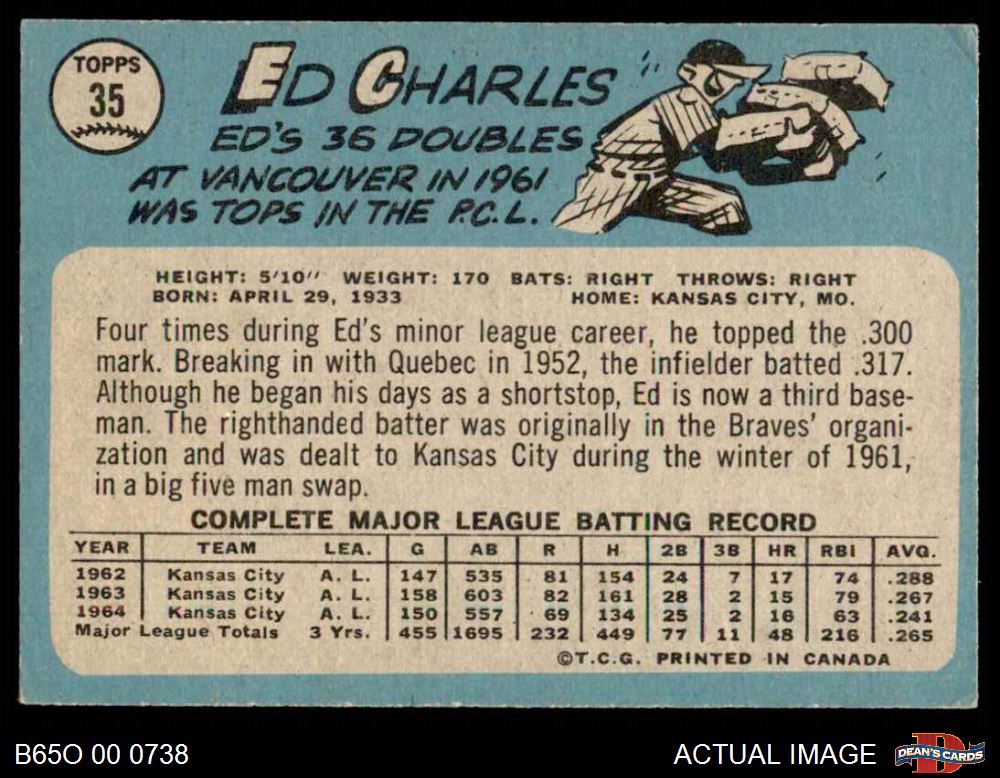 TOPPS
35
ED CHARLES
ED'S 36 DOUBLES
AT VANCOUVER IN 1961
WAS TOPS IN THE P.C.L.
HEIGHT: 5'10" WEIGHT: 170 BATS: RIGHT THROWS: RIGHT
BORN: APRIL 29, 1933 HOME: KANSAS CITY, MO.
Four times during Ed's minor league career, he topped the .300
mark. Breaking in with Quebec in 1952, the infielder batted .317.
Although he began his days as a shortstop, Ed is now a third base-
man. The righthanded batter was originally in the Braves' organi-
zation and was dealt to Kansas City during the winter of 1961,
in a big five man swap.
COMPLETE MAJOR LEAGUE BATTING RECORD
YEAR TEAM LEA. G AB R H 2B 3B HR RBI AVG.
1962 Kansas City A. L. 147 535 81 154 24 7 17 74 .288
1963 Kansas City A. L. 158 603 82 161 28 2 15 79 .267
1964 Kansas City A. L. 150 557 69 134 25 2 16 63 .241
Major League Totals 3 Yrs. 455 1695 232 449 77 11 48 216 .265
©T.C.G. PRINTED IN CANADA
B65O 00 0738
ACTUAL IMAGE
DEAN'S CARDS